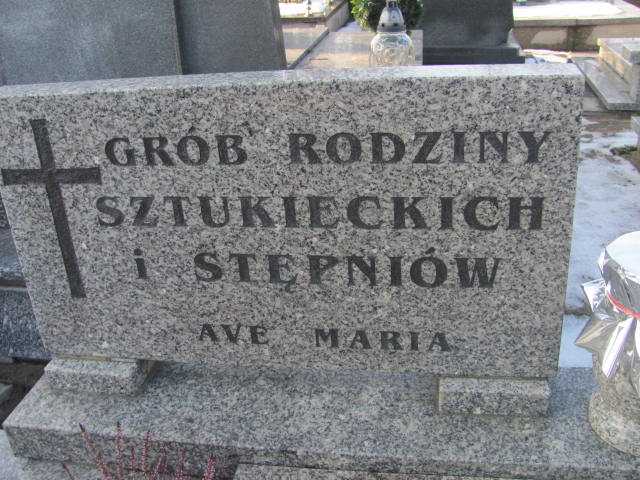 GRÓB RODZINY
SZTUKIECKICH
i STĘPNIÓW
AVE MARIA